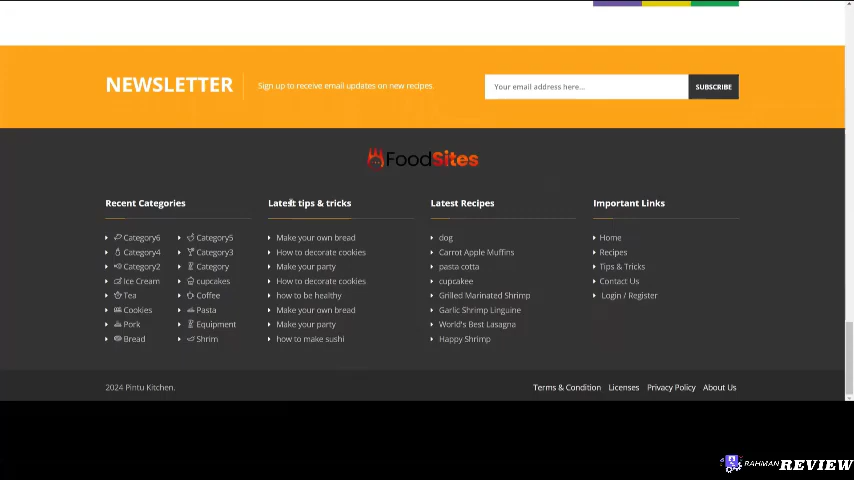 NEWSLETTER
Sign up to receive email updates on new recipes.
Your email address here...
SUBSCRIBE
FoodSites
Recent Categories
Category6 Category5
Category4 Category3
Category2 Category
Ice Cream cupcakes
Tea Coffee
Cookies Pasta
Pork Equipment
Bread Shrim
Latest tips & tricks
Make your own bread
How to decorate cookies
Make your party
How to decorate cookies
how to be healthy
Make your own bread
Make your party
how to make sushi
Latest Recipes
dog
Carrot Apple Muffins
pasta cotta
cupcakee
Grilled Marinated Shrimp
Garlic Shrimp Linguine
World's Best Lasagna
Happy Shrimp
Important Links
Home
Recipes
Tips & Tricks
Contact Us
Login / Register
2024 Pintu Kitchen.
Terms & Condition Licenses Privacy Policy About Us
RAHMAN REVIEW